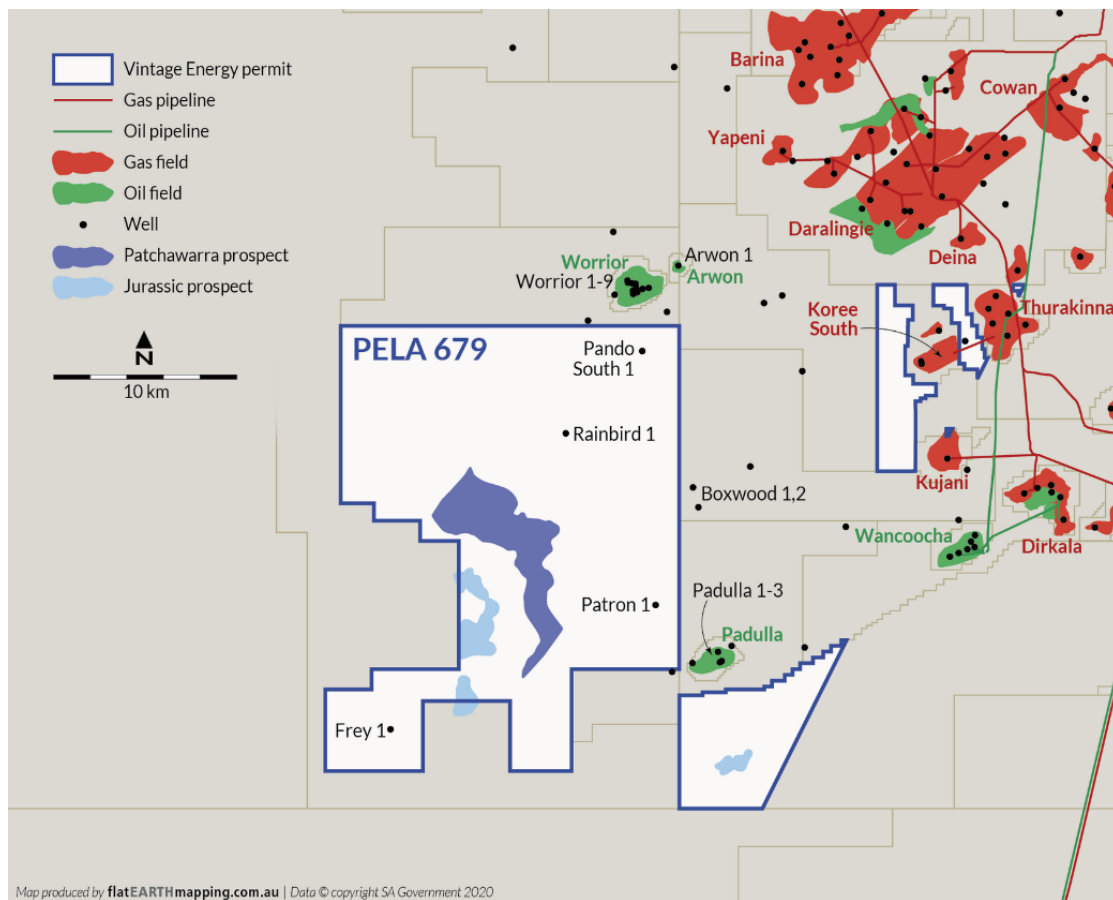 Vintage Energy permit
Gas pipeline
Oil pipeline
Gas field
Oil field
Well
Patchawarra prospect
Jurassic prospect
N
10 km
Barina
Cowan
Yapeni
Daralingie
Deina
Worrior
Worrior 1-9
Arwon 1
Arwon
Koree
South
Thurakinna
PELA 679
Pando
South 1
Rainbird 1
Boxwood 1,2
Kujani
Wancoocha
Dirkala
Patron 1
Padulla 1-3
Padulla
Frey 1
Map produced by flatEARTHmapping.com.au | Data © copyright SA Government 2020